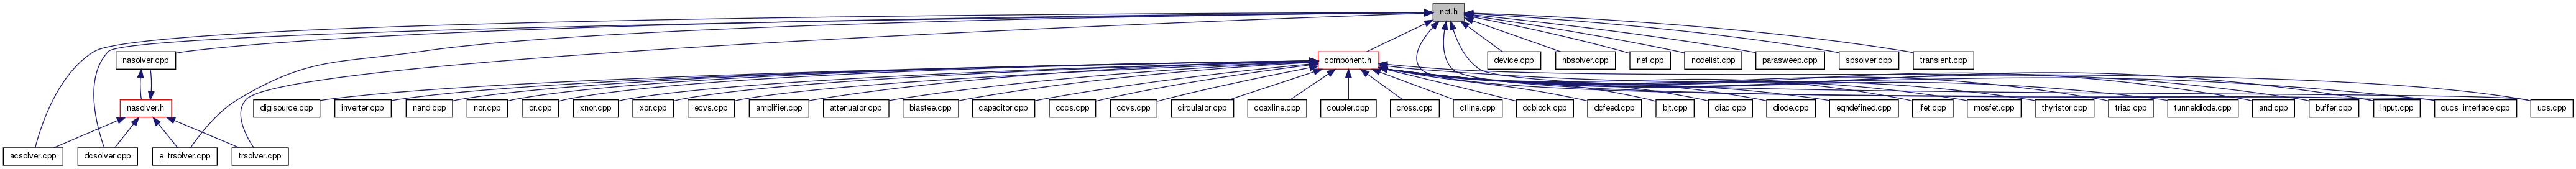 net.h
nasolver.cpp
component.h
device.cpp
hbsolver.cpp
net.cpp
nodelist.cpp
parasweep.cpp
spsolver.cpp
transient.cpp
nasolver.h
digisource.cpp
inverter.cpp
nand.cpp
nor.cpp
or.cpp
xnor.cpp
xor.cpp
ecvs.cpp
amplifier.cpp
attenuator.cpp
biastee.cpp
capacitor.cpp
cccs.cpp
ccvs.cpp
circulator.cpp
coaxline.cpp
coupler.cpp
cross.cpp
ctline.cpp
dcblock.cpp
dcfeed.cpp
bjt.cpp
diac.cpp
diode.cpp
eqndefined.cpp
jfet.cpp
mosfet.cpp
thyristor.cpp
triac.cpp
tunneldiode.cpp
and.cpp
buffer.cpp
input.cpp
qucs_interface.cpp
ucs.cpp
acsolver.cpp
dcsolver.cpp
e_trsolver.cpp
trsolver.cpp